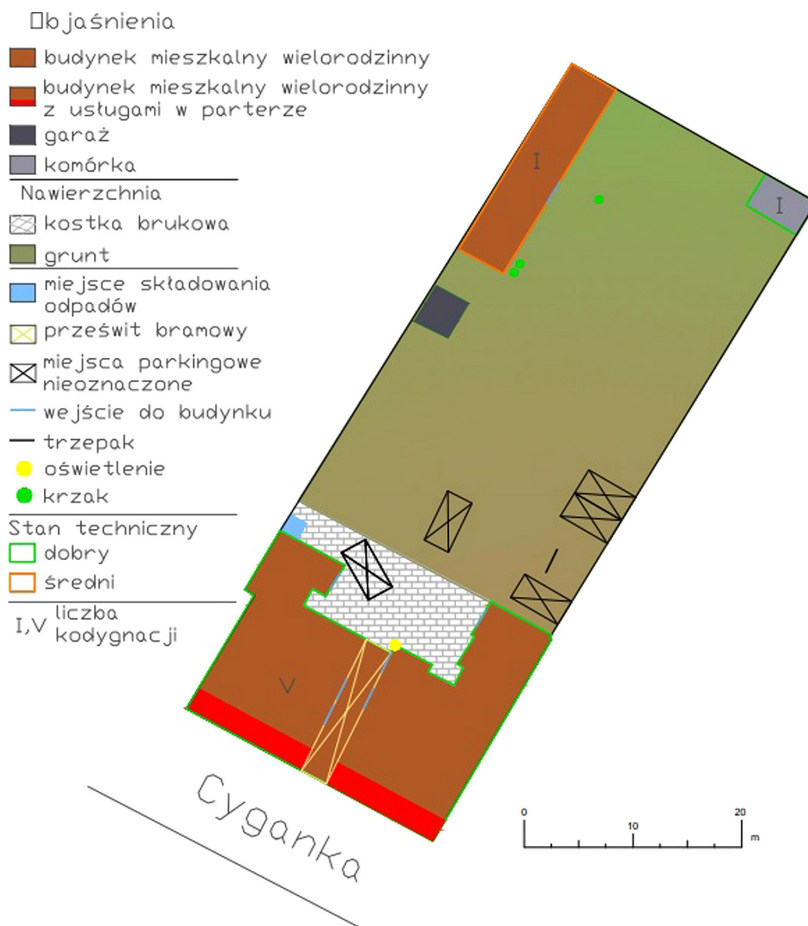 Objaśnienia
budynek mieszkalny wielorodzinny
budynek mieszkalny wielorodzinny
z usługami w parterze
garaż
komórka
Nawierzchnia
kostka brukowa
grunt
miejsce składowania
odpadów
prześwit bramowy
miejsca parkingowe
nieoznaczone
wejście do budynku
trzepak
oświetlenie
krzak
Stan techniczny
dobry
średni
I,V liczba
kodygnacji
I
I
V
Cyganka
0 10 20
m